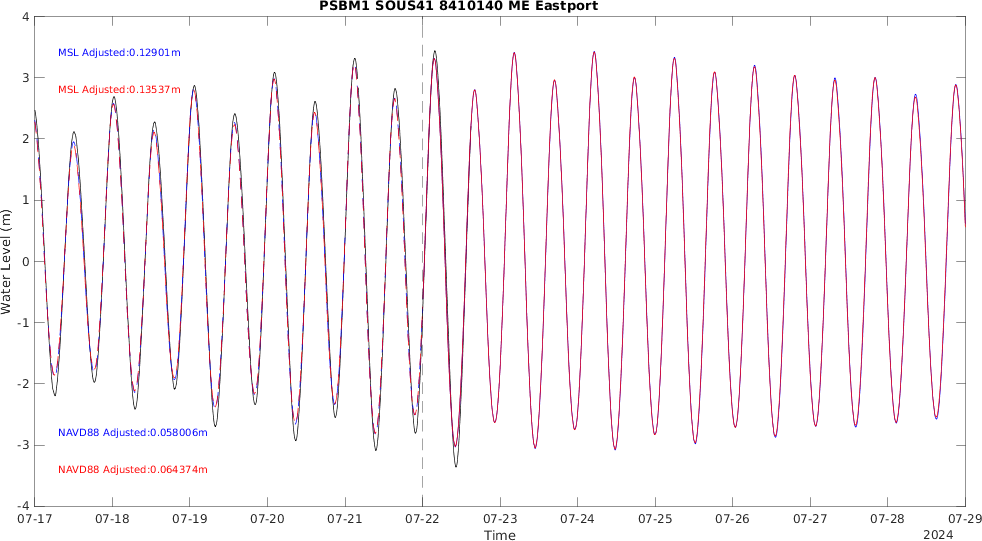 PSBM1 SOUS41 8410140 ME Eastport
4
3
2
1
0
-1
-2
-3
-4
Water Level (m)
MSL Adjusted:0.12901m
MSL Adjusted:0.13537m
NAVD88 Adjusted:0.058006m
NAVD88 Adjusted:0.064374m
07-17 07-18 07-19 07-20 07-21 07-22 07-23 07-24 07-25 07-26 07-27 07-28 07-29
Time
2024